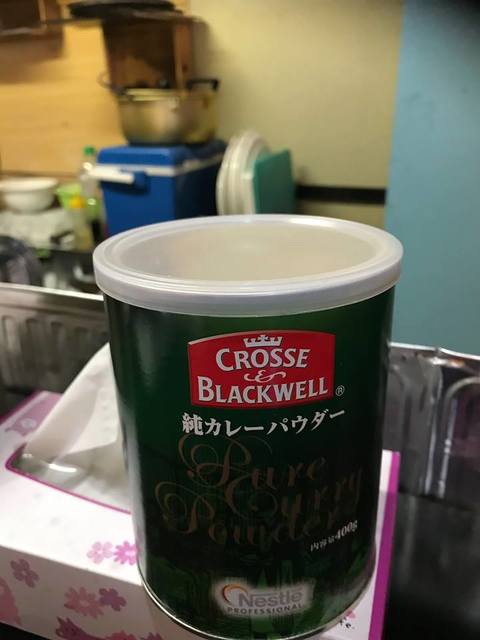 CROSSE
&
BLACKWELL®
純カレーパウダー
Pure
Curry
Powder
内容量400g
Nestlé
PROFESSIONAL